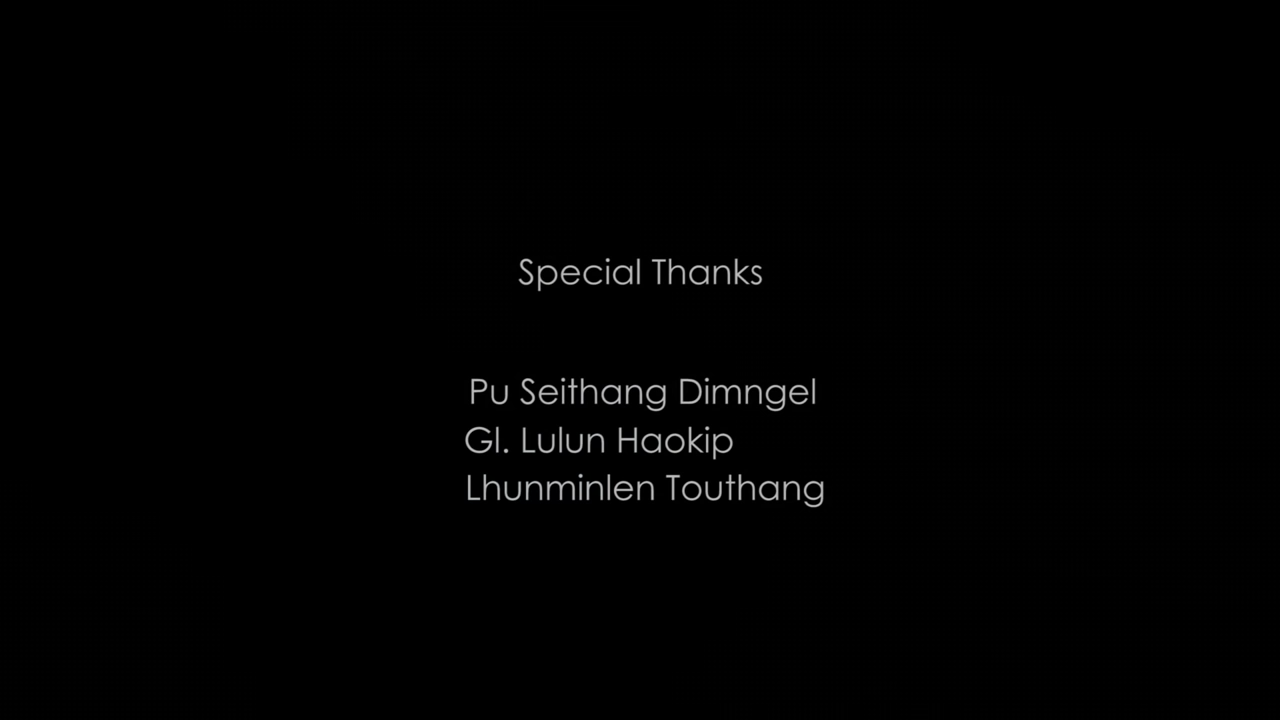 Special Thanks
Pu Seithang Dimngel
Gl. Lulun Haokip
Lhunminlen Touthang